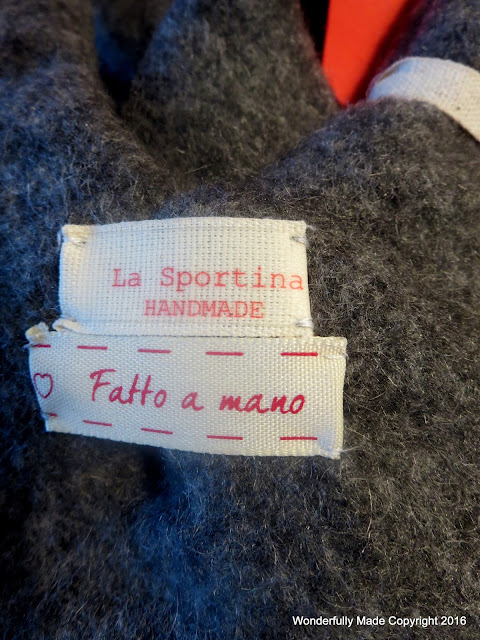 La Sportina
HANDMADE
Fatto a mano
Wonderfully Made Copyright 2016